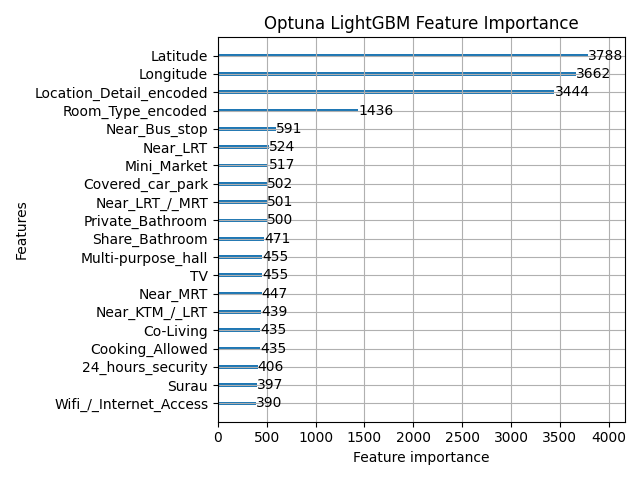 Optuna LightGBM Feature Importance
Latitude 3788
Longitude 3662
Location_Detail_encoded 3444
Room_Type_encoded 1436
Near_Bus_stop 591
Near_LRT 524
Mini_Market 517
Covered_car_park 502
Near_LRT_/_MRT 501
Private_Bathroom 500
Share_Bathroom 471
Multi-purpose_hall 455
TV 455
Near_MRT 447
Near_KTM_/_LRT 439
Co-Living 435
Cooking_Allowed 435
24_hours_security 406
Surau 397
Wifi_/_Internet_Access 390
Features
0 500 1000 1500 2000 2500 3000 3500 4000
Feature importance